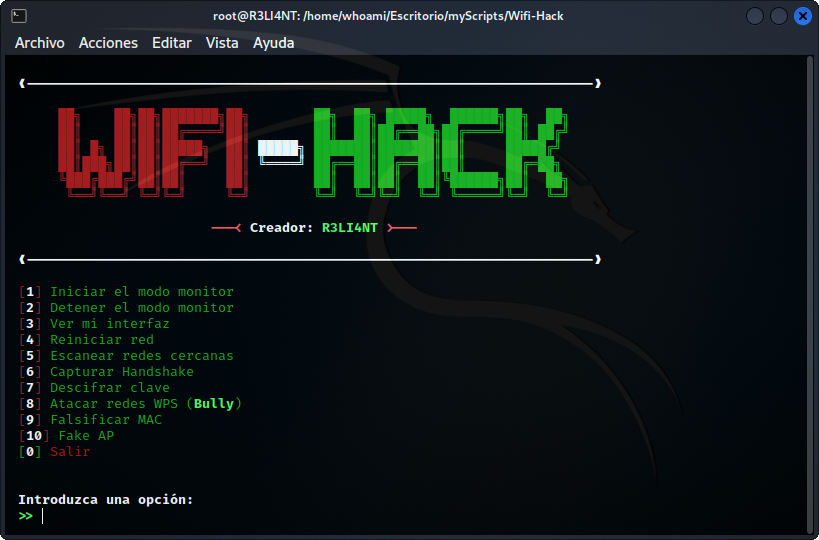 root@R3LI4NT: /home/whoami/Escritorio/myScripts/Wifi-Hack
Archivo Acciones Editar Vista Ayuda
WIFI-HACK
Creador: R3LI4NT
[1] Iniciar el modo monitor
[2] Detener el modo monitor
[3] Ver mi interfaz
[4] Reiniciar red
[5] Escanear redes cercanas
[6] Capturar Handshake
[7] Descifrar clave
[8] Atacar redes WPS (Bully)
[9] Falsificar MAC
[10] Fake AP
[0] Salir
Introduzca una opción:
>>